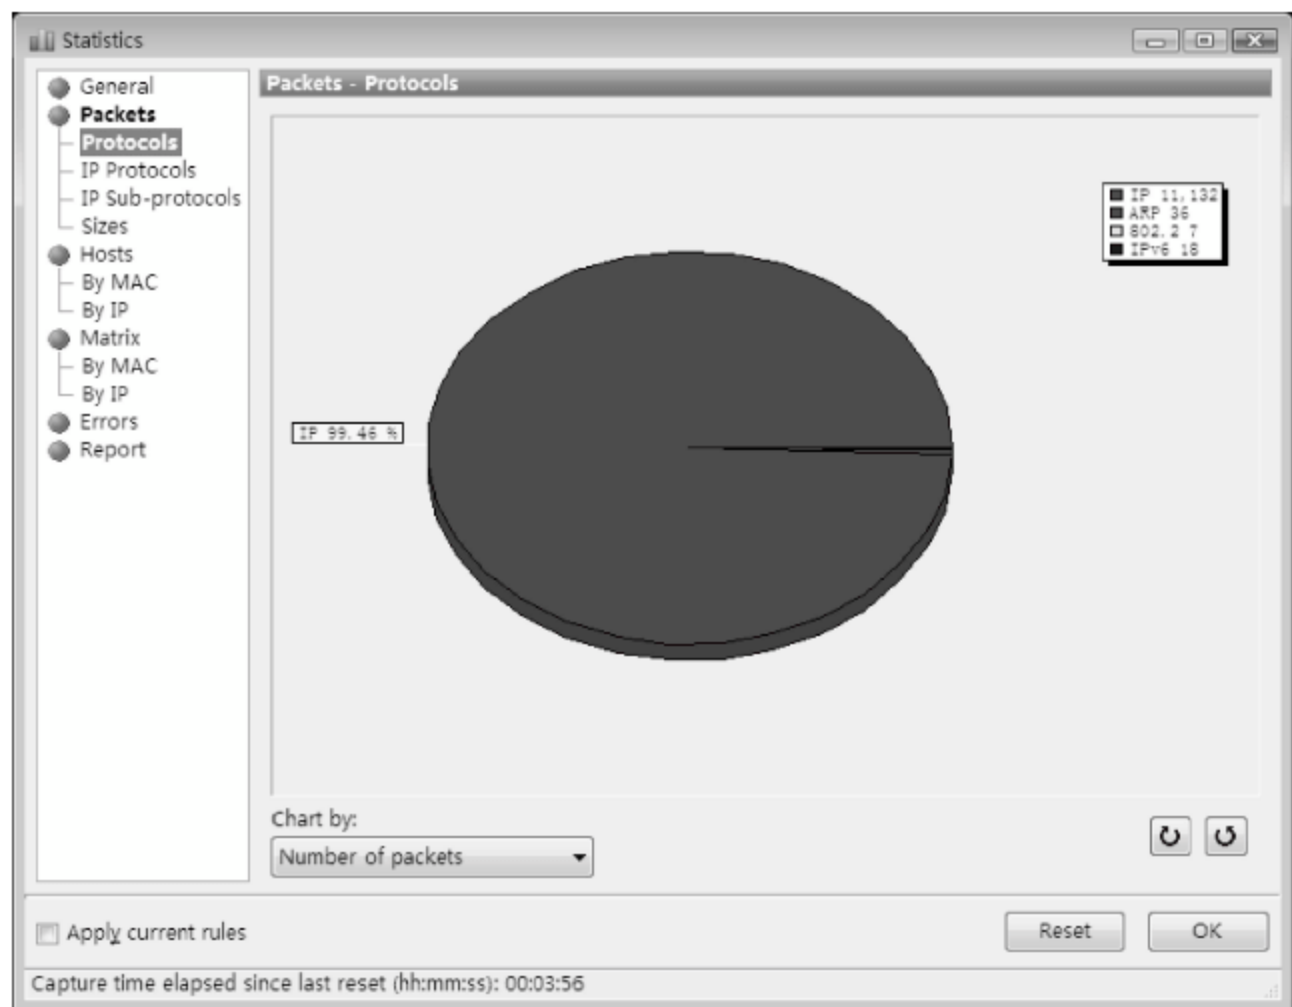 Statistics
General
Packets
Protocols
IP Protocols
IP Sub-protocols
Sizes
Hosts
By MAC
By IP
Matrix
By MAC
By IP
Errors
Report
Packets - Protocols
IP 11,132
ARP 36
802.2 7
IPv6 18
IP 99.46 %
Chart by:
Number of packets
Apply current rules
Reset
OK
Capture time elapsed since last reset (hh:mm:ss): 00:03:56